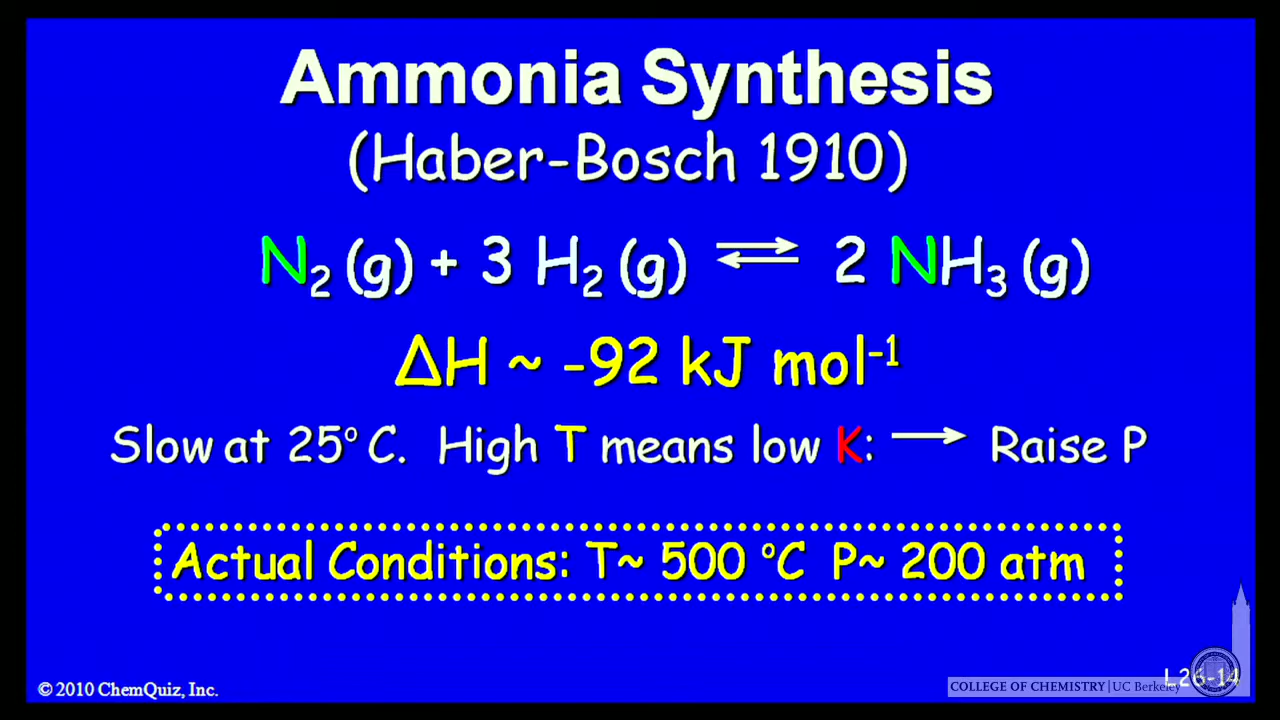 Ammonia Synthesis
(Haber-Bosch 1910)
N₂ (g) + 3 H₂ (g) ⇌ 2 NH₃ (g)
ΔH ~ -92 kJ mol⁻¹
Slow at 25° C. High T means low K: → Raise P
Actual Conditions: T~ 500 °C P~ 200 atm
© 2010 ChemQuiz, Inc.
L26-14
COLLEGE OF CHEMISTRY | UC Berkeley